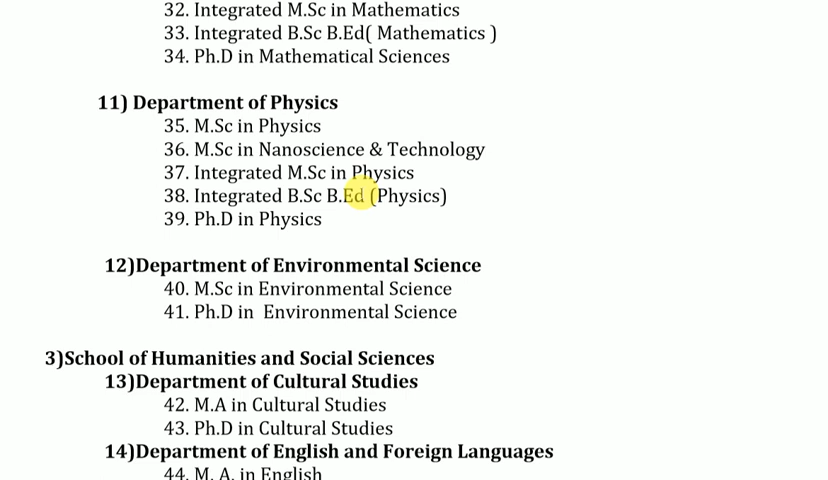 32. Integrated M.Sc in Mathematics
33. Integrated B.Sc B.Ed( Mathematics )
34. Ph.D in Mathematical Sciences
11) Department of Physics
35. M.Sc in Physics
36. M.Sc in Nanoscience & Technology
37. Integrated M.Sc in Physics
38. Integrated B.Sc B.Ed (Physics)
39. Ph.D in Physics
12)Department of Environmental Science
40. M.Sc in Environmental Science
41. Ph.D in  Environmental Science
3)School of Humanities and Social Sciences
13)Department of Cultural Studies
42. M.A in Cultural Studies
43. Ph.D in Cultural Studies
14)Department of English and Foreign Languages
44. M. A. in English